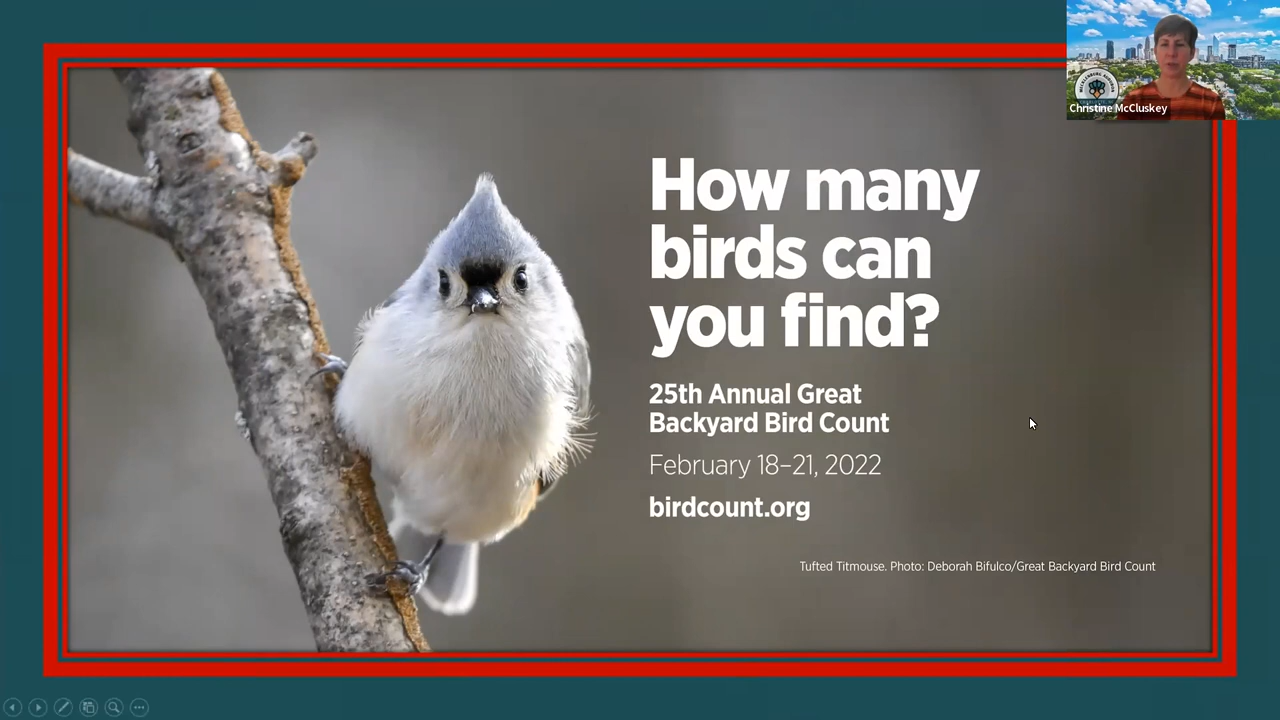 Christine McCluskey
How many
birds can
you find?
25th Annual Great
Backyard Bird Count
February 18–21, 2022
birdcount.org
Tufted Titmouse. Photo: Deborah Bifulco/Great Backyard Bird Count